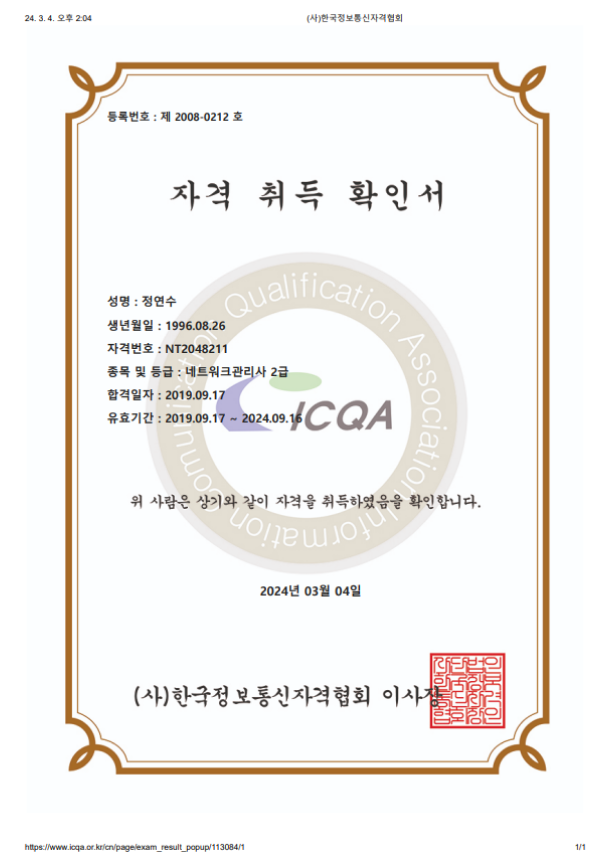 24. 3. 4. 오후 2:04
(사)한국정보통신자격협회
등록번호 : 제 2008-0212 호
자격 취득 확인서
성명 : 정연수
생년월일 : 1996.08.26
자격번호 : NT2048211
종목 및 등급 : 네트워크관리사 2급
합격일자 : 2019.09.17
유효기간 : 2019.09.17 ~ 2024.09.16
Information Communication Qualification Association
ICQA
위 사람은 상기와 같이 자격을 취득하였음을 확인합니다.
2024년 03월 04일
(사)한국정보통신자격협회 이사장
https://www.icqa.or.kr/cn/page/exam_result_popup/113084/1
1/1